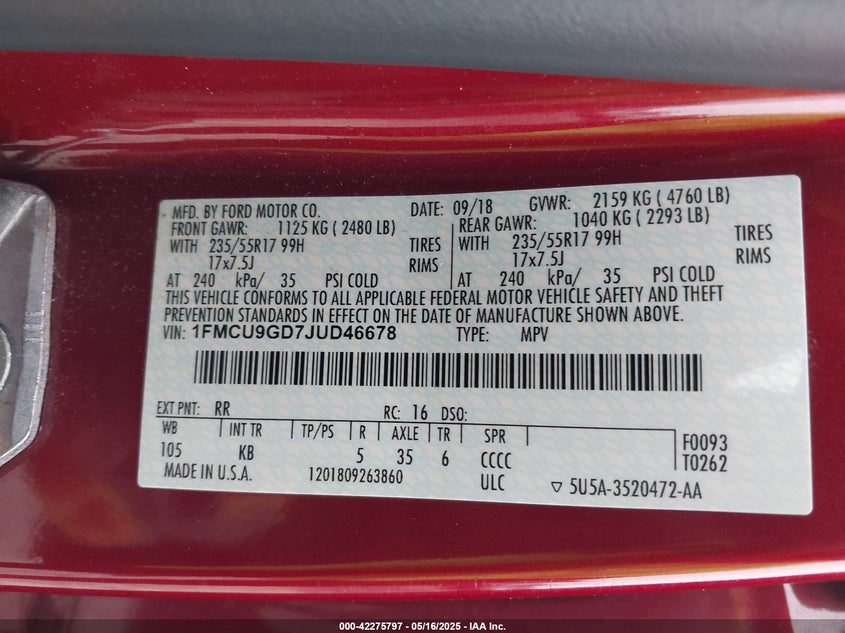 MFD. BY FORD MOTOR CO. DATE: 09/18 GVWR: 2159 KG ( 4760 LB)
FRONT GAWR: 1125 KG ( 2480 LB) REAR GAWR: 1040 KG ( 2293 LB)
WITH 235/55R17 99H TIRES WITH 235/55R17 99H TIRES
17x7.5J RIMS 17x7.5J RIMS
AT 240 kPa/ 35 PSI COLD AT 240 kPa/ 35 PSI COLD
THIS VEHICLE CONFORMS TO ALL APPLICABLE FEDERAL MOTOR VEHICLE SAFETY AND THEFT
PREVENTION STANDARDS IN EFFECT ON THE DATE OF MANUFACTURE SHOWN ABOVE.
VIN: 1FMCU9GD7JUD46678 TYPE: MPV
EXT PNT: RR RC: 16 DSO:
WB INT TR TP/PS R AXLE TR SPR F0093
105 KB 5 35 6 CCCC T0262
MADE IN U.S.A. 1201809263860 ULC 5U5A-3520472-AA
000-42275797 - 05/16/2025 - IAA Inc.